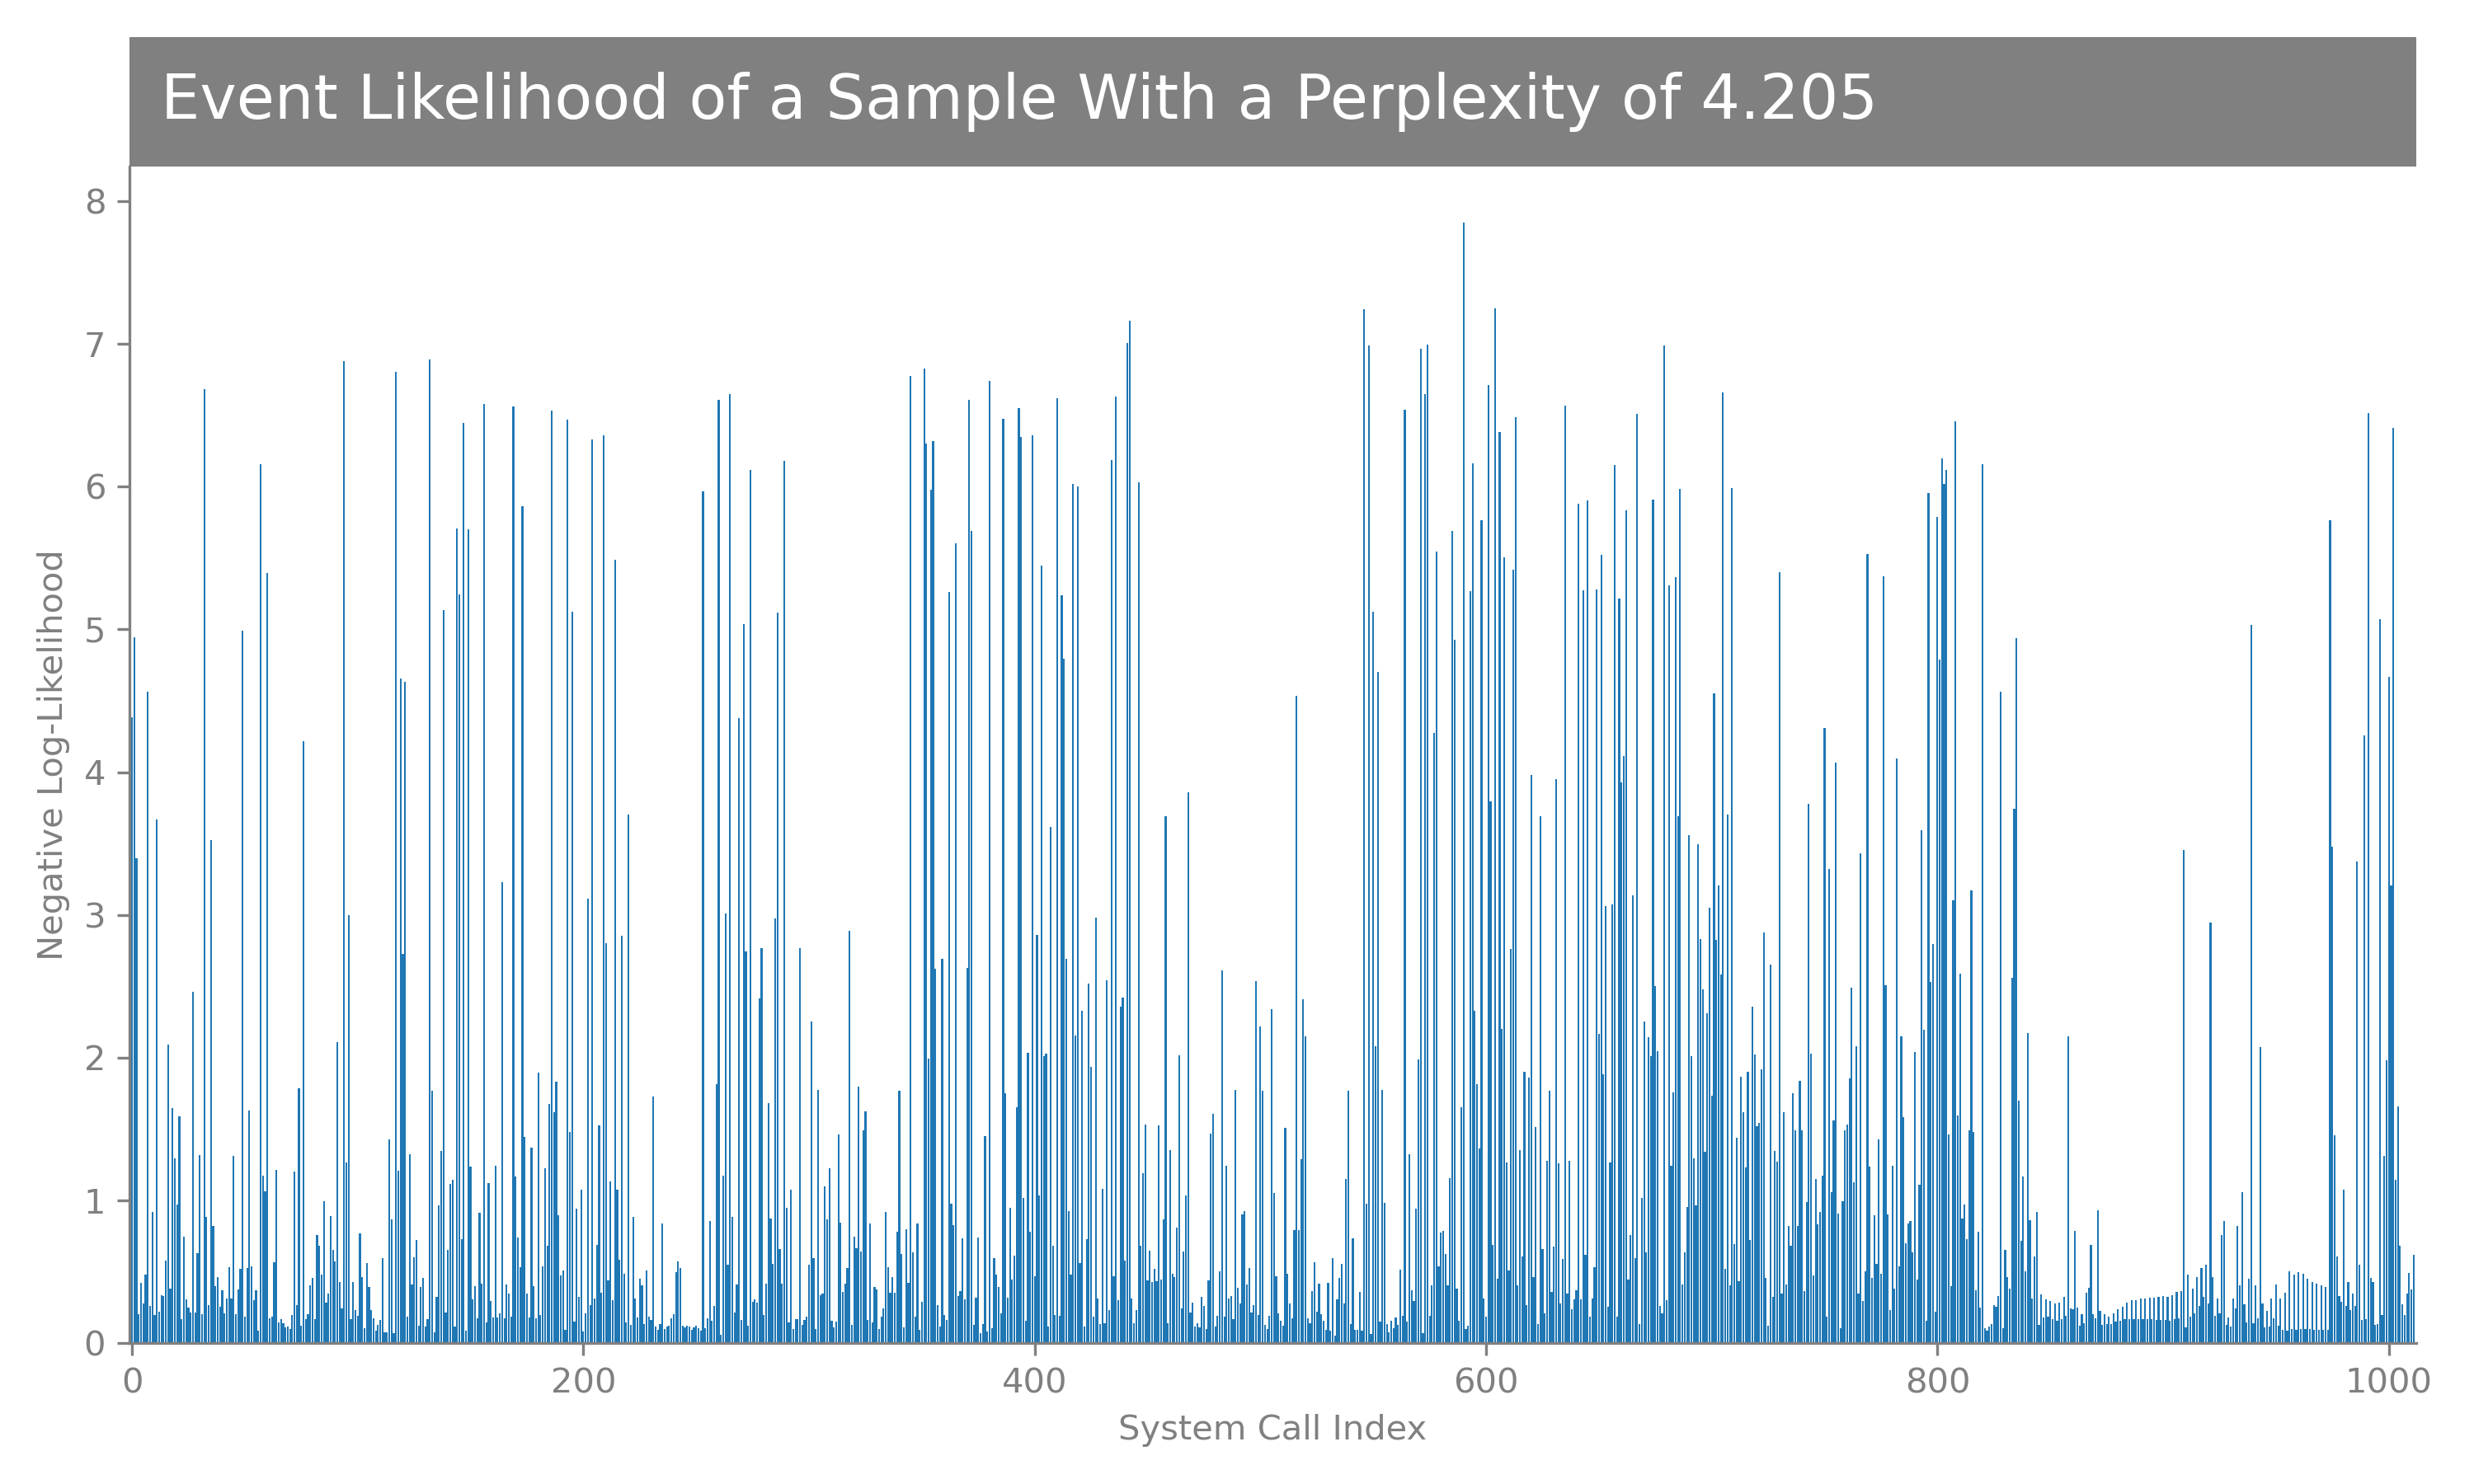 Event Likelihood of a Sample With a Perplexity of 4.205
8
7
6
5
4
3
2
1
0
Negative Log-Likelihood
0 200 400 600 800 1000
System Call Index